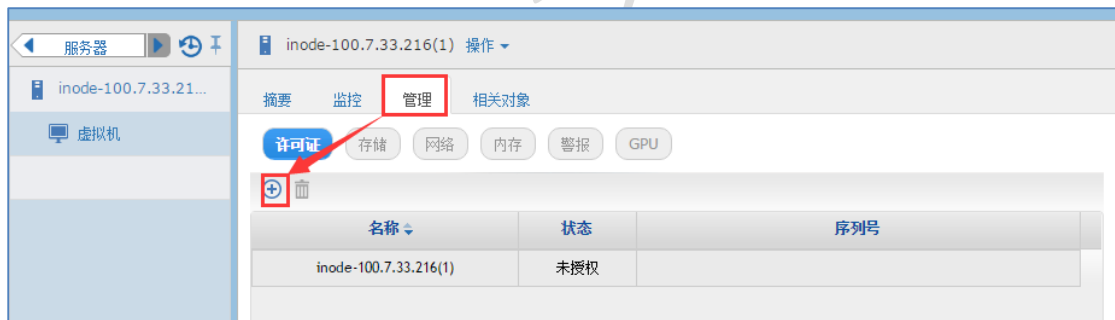 服务器
inode-100.7.33.216(1) 操作
inode-100.7.33.21...
虚拟机
摘要 监控 管理 相关对象
许可证 存储 网络 内存 警报 GPU
名称 状态 序列号
inode-100.7.33.216(1) 未授权